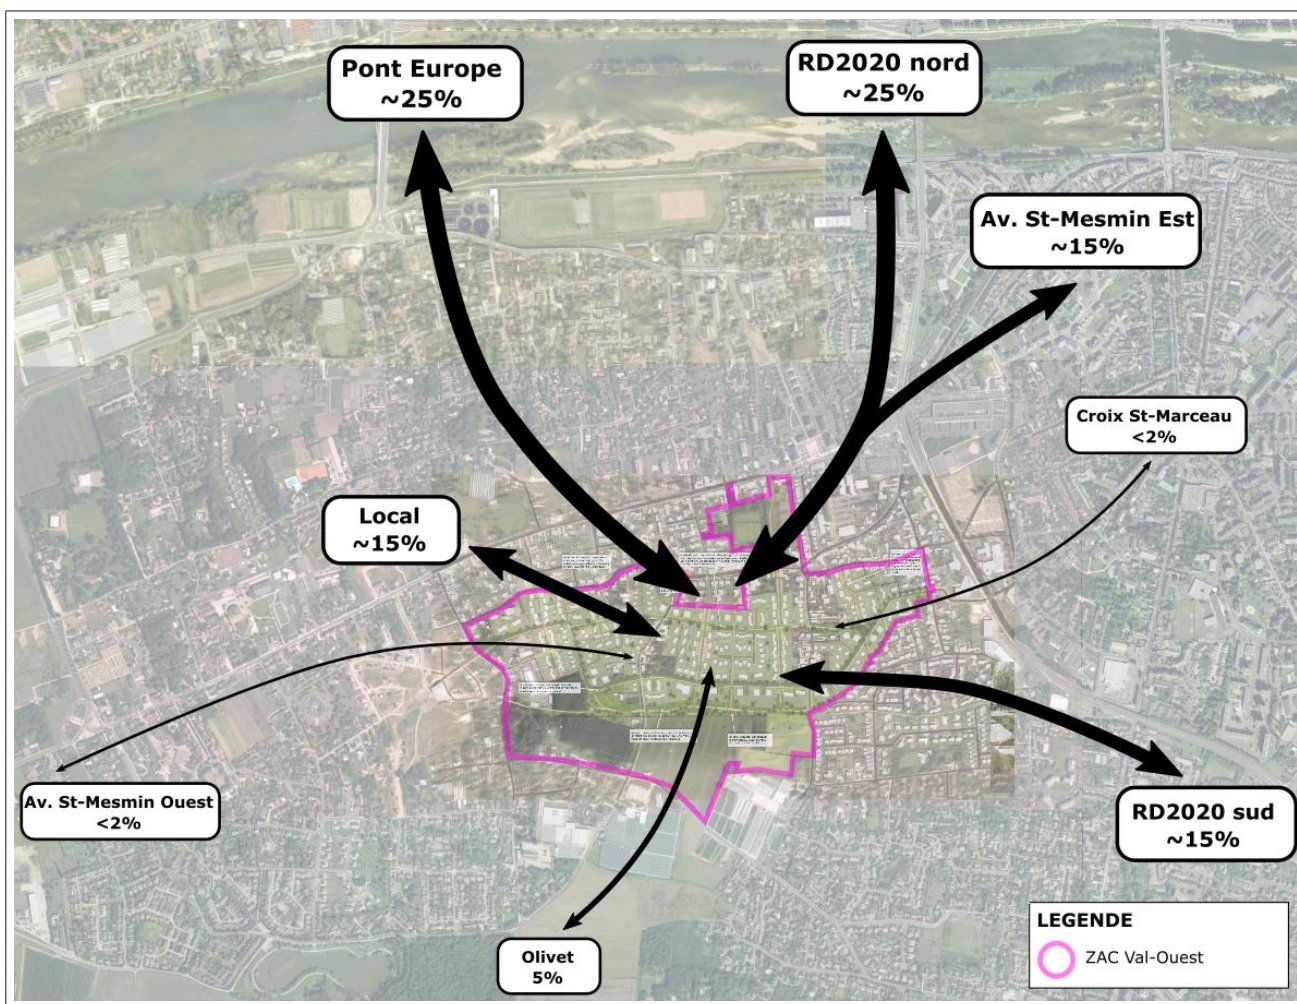 Pont Europe
~25%
RD2020 nord
~25%
Av. St-Mesmin Est
~15%
Croix St-Marceau
<2%
Local
~15%
Av. St-Mesmin Ouest
<2%
RD2020 sud
~15%
Olivet
5%
LEGENDE
ZAC Val-Ouest